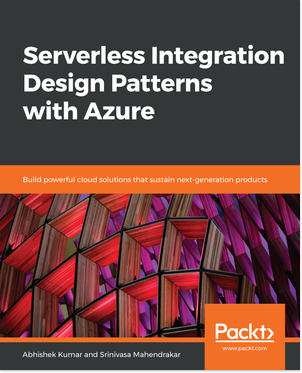 Serverless Integration
Design Patterns
with Azure
Build powerful cloud solutions that sustain next-generation products
Packt>
www.packt.com
Abhishek Kumar and Srinivasa Mahendrakar